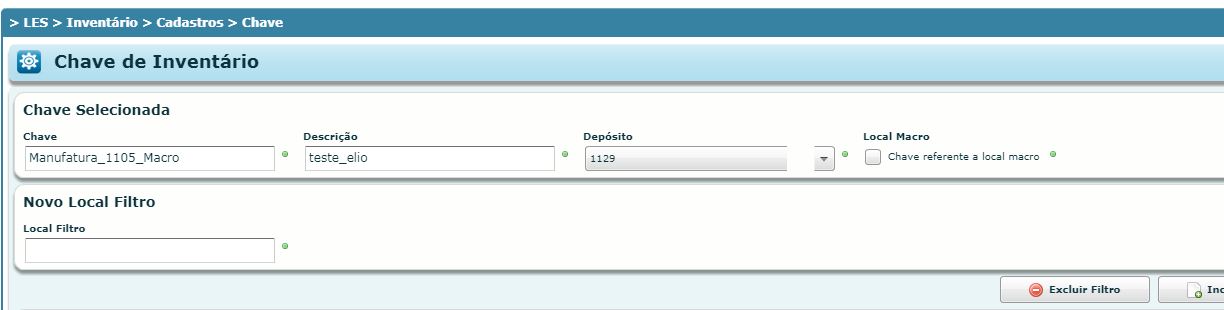 > LES > Inventário > Cadastros > Chave
Chave de Inventário
Chave Selecionada
Chave Descrição Depósito Local Macro
Manufatura_1105_Macro teste_elio 1129 Chave referente a local macro
Novo Local Filtro
Local Filtro
Excluir Filtro